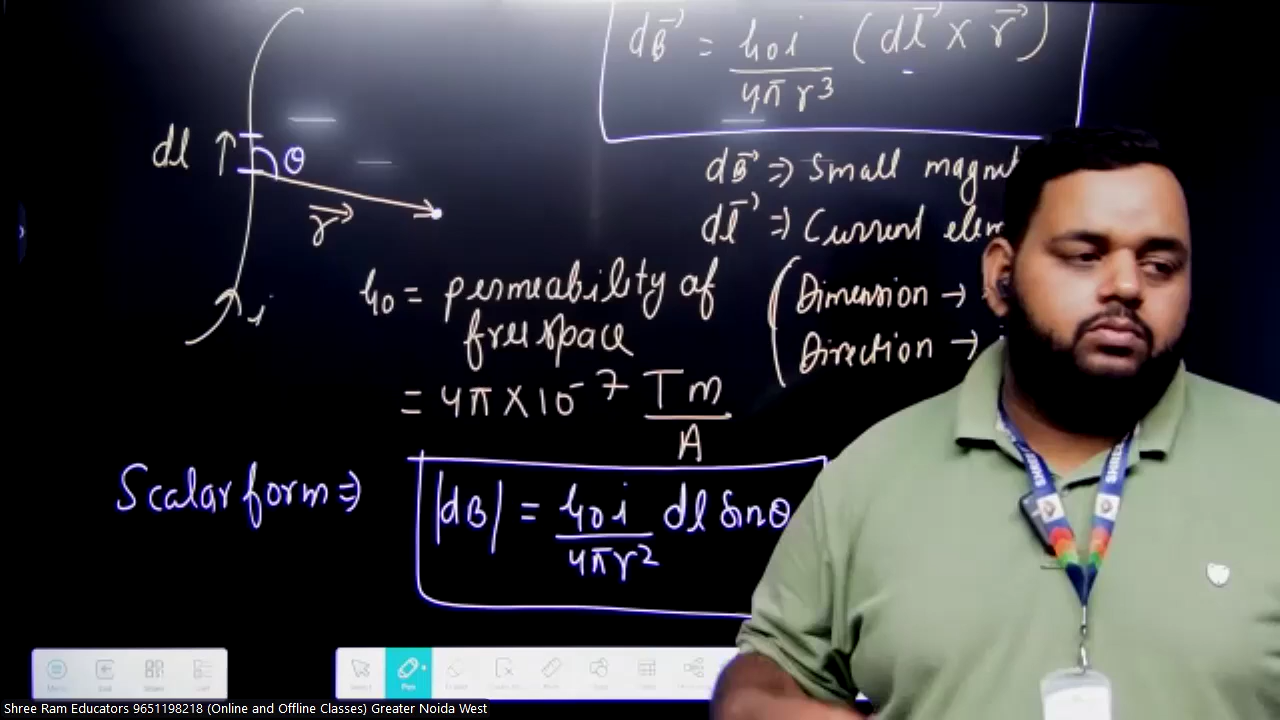 dB⃗ = μ₀i / 4πr³ (dl⃗ × r⃗)
dl ↑ θ
r⃗
i
dB⃗ ⇒ Small
dl⃗ ⇒ Current
μ₀ = permeability of
free space
= 4π×10⁻⁷ Tm / A
(Dimension →
Direction →
Scalar form ⇒ |dB| = μ₀i / 4πr² dl Sinθ
Pen
Shree Ram Educators 9651198218 (Online and Offline Classes) Greater Noida West